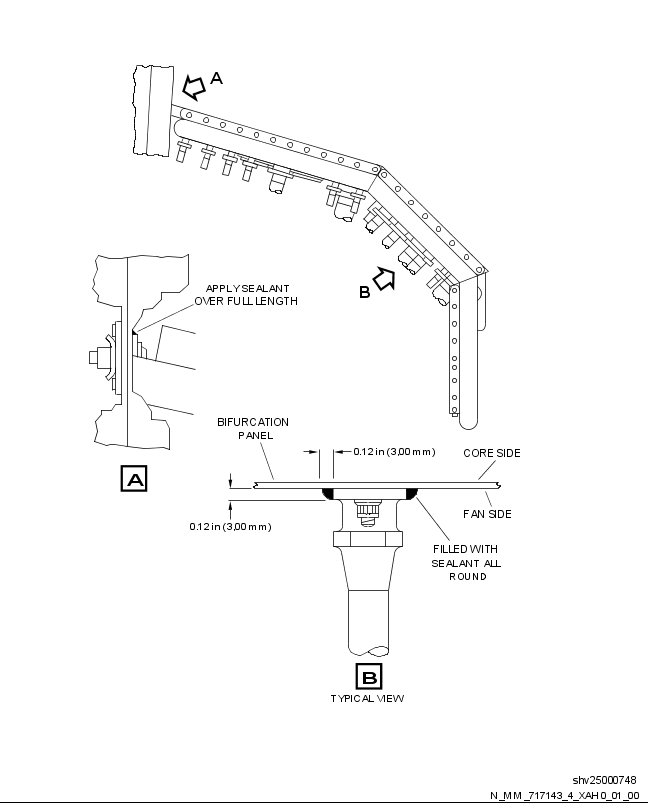 A
B
APPLY SEALANT
OVER FULL LENGTH
A
BIFURCATION
PANEL
0.12 in (3,00 mm)
CORE SIDE
FAN SIDE
0.12 in (3,00 mm)
FILLED WITH
SEALANT ALL
ROUND
B
TYPICAL VIEW
shv25000748
N_MM_717143_4_XAH0_01_00